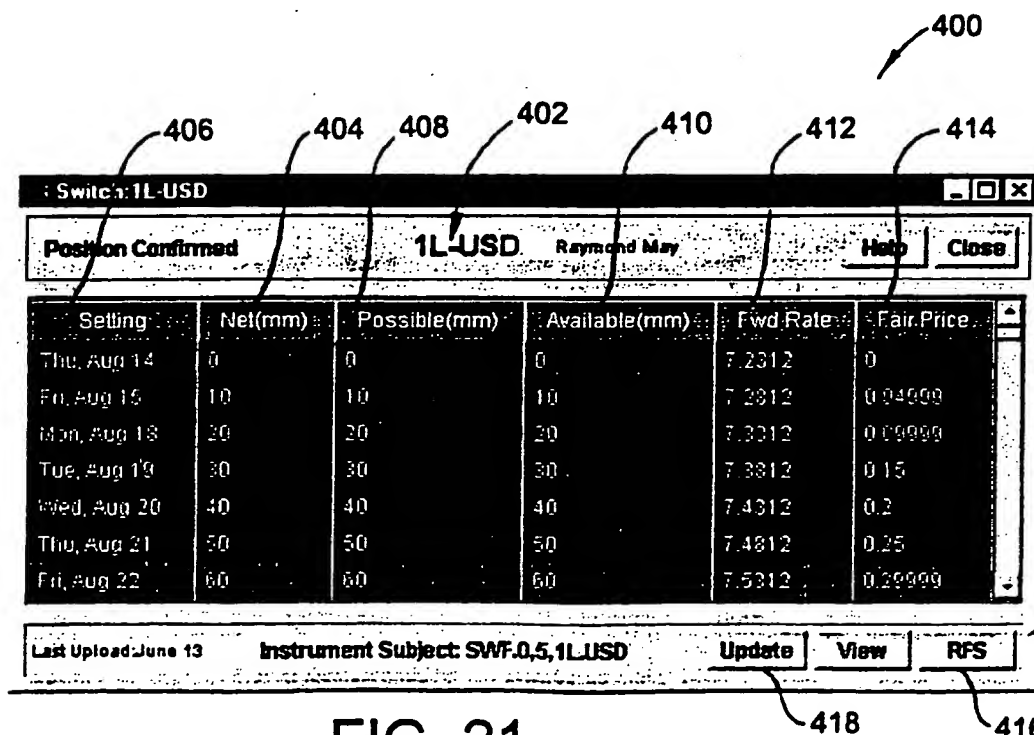 400
406 404 408 402 410 412 414
Switch:1L-USD
Position Confirmed 1L-USD Raymond May Help Close
Setting Net(mm) Possible(mm) Available(mm) Fwd Rate Fair Price
Thu, Aug 14 0 0 0 7.2312 0
Fri, Aug 15 10 10 10 7.2812 0.04999
Mon, Aug 18 20 20 20 7.3312 0.09999
Tue, Aug 19 30 30 30 7.3812 0.15
Wed, Aug 20 40 40 40 7.4312 0.2
Thu, Aug 21 50 50 50 7.4812 0.25
Fri, Aug 22 60 60 60 7.5312 0.29999
Last Upload:June 13 Instrument Subject: SWF.0,5,1L.USD Update View RFS
418